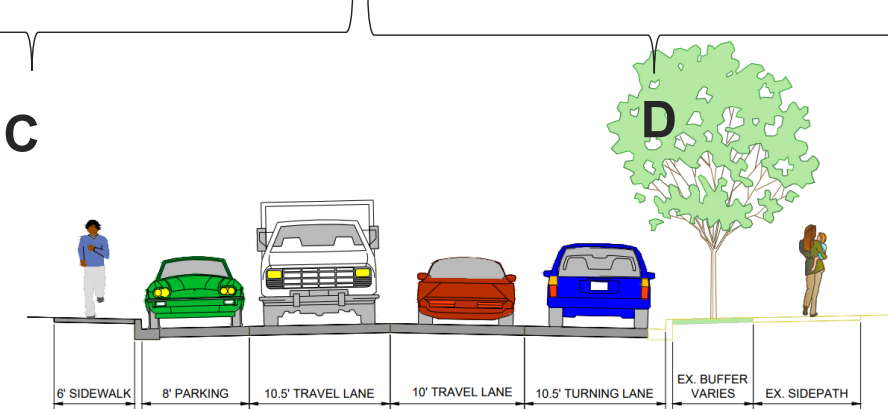 C
D
6' SIDEWALK
8' PARKING
10.5' TRAVEL LANE
10' TRAVEL LANE
10.5' TURNING LANE
EX. BUFFER
VARIES
EX. SIDEPATH